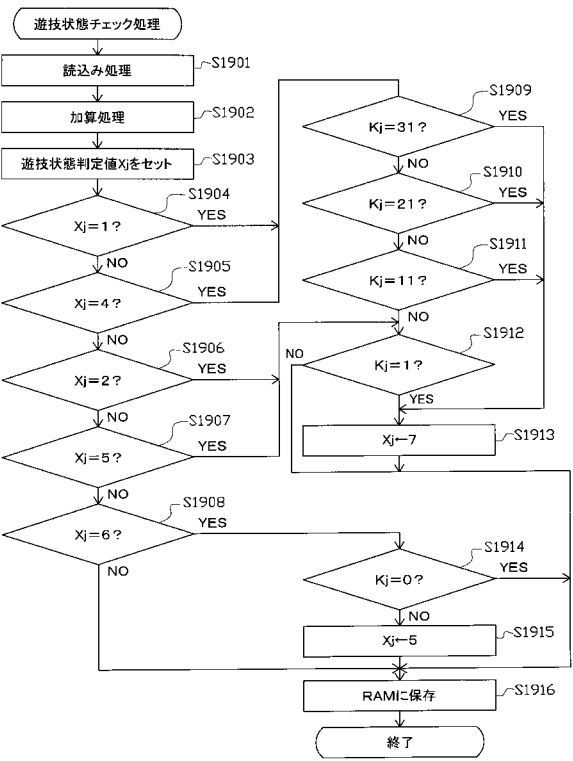 遊技状態チェック処理
読込み処理
S1901
加算処理
S1902
遊技状態判定値Xjをセット
S1903
S1904
Xj=1?
YES
NO
S1905
Xj=4?
YES
NO
S1906
Xj=2?
YES
NO
S1907
Xj=5?
YES
NO
S1908
Xj=6?
YES
NO
S1909
Kj=31?
YES
NO
S1910
Kj=21?
YES
NO
S1911
Kj=11?
YES
NO
S1912
NO
Kj=1?
YES
Xj←7
S1913
S1914
Kj=0?
YES
NO
Xj←5
S1915
RAMに保存
S1916
終了